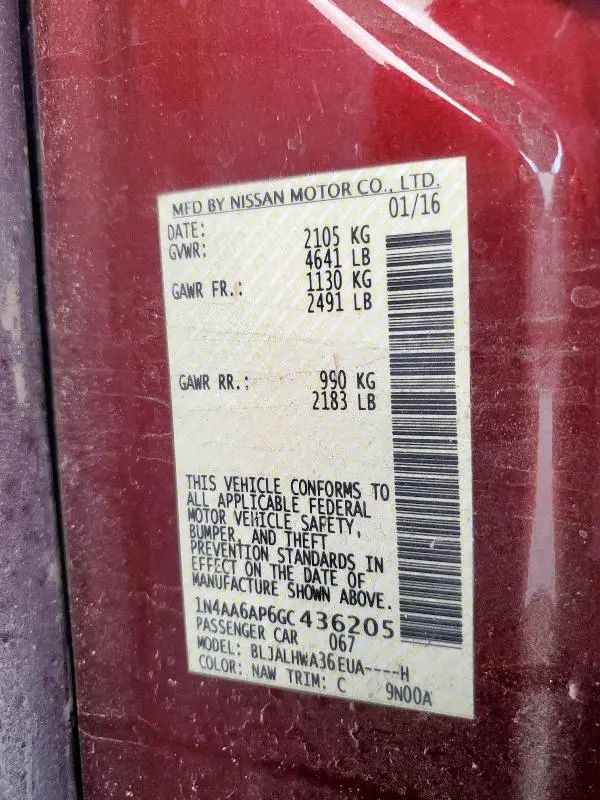 MFD BY NISSAN MOTOR CO., LTD.
DATE: 01/16
GVWR: 2105 KG
4641 LB
GAWR FR.: 1130 KG
2491 LB
GAWR RR.: 990 KG
2183 LB
THIS VEHICLE CONFORMS TO
ALL APPLICABLE FEDERAL
MOTOR VEHICLE SAFETY,
BUMPER, AND THEFT
PREVENTION STANDARDS IN
EFFECT ON THE DATE OF
MANUFACTURE SHOWN ABOVE.
1N4AA6AP6GC436205
PASSENGER CAR 067
MODEL: BLJALHWA36EUA----H
COLOR: NAW TRIM: C 9N00A